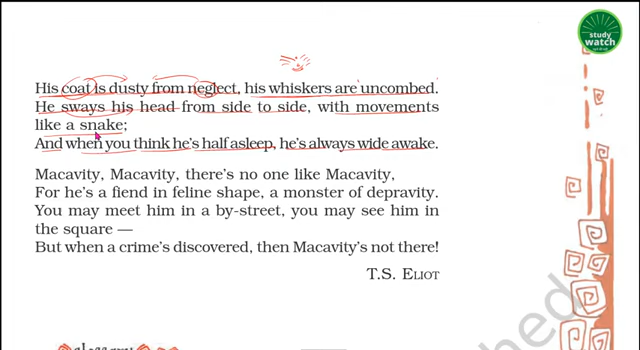 study
watch
His coat is dusty from neglect, his whiskers are uncombed.
He sways his head from side to side, with movements
like a snake;
And when you think he's half asleep, he's always wide awake.
Macavity, Macavity, there's no one like Macavity,
For he's a fiend in feline shape, a monster of depravity.
You may meet him in a by-street, you may see him in
the square —
But when a crime's discovered, then Macavity's not there!
T.S. ELIOT